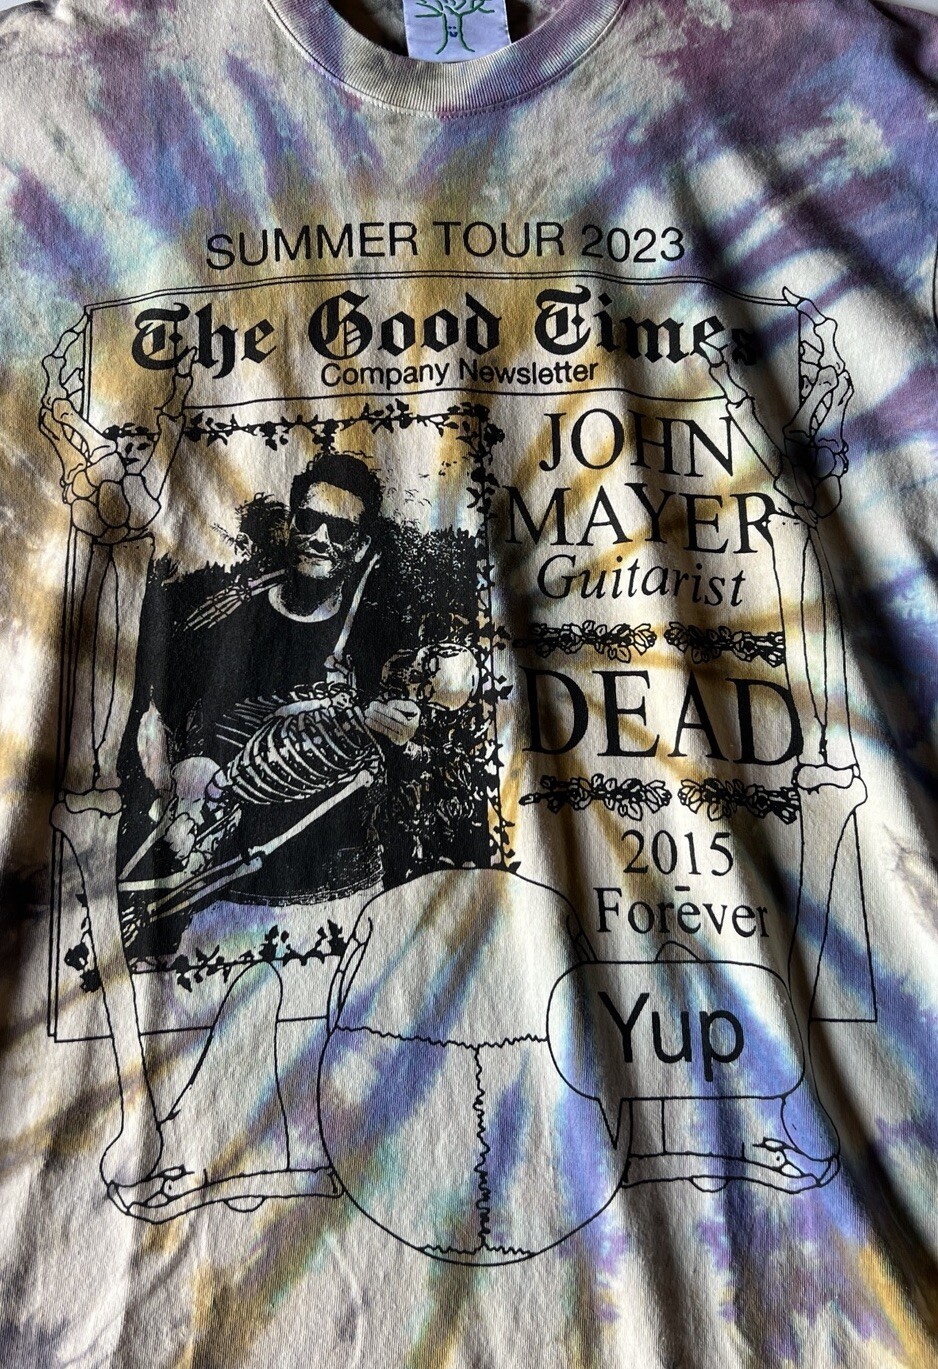 SUMMER TOUR 2023
The Good Times
Company Newsletter
JOHN
MAYER
Guitarist
DEAD
2015
-
Forever
Yup